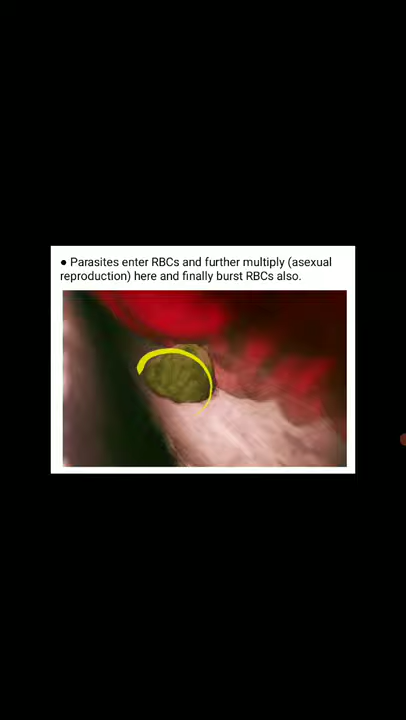 ● Parasites enter RBCs and further multiply (asexual
reproduction) here and finally burst RBCs also.